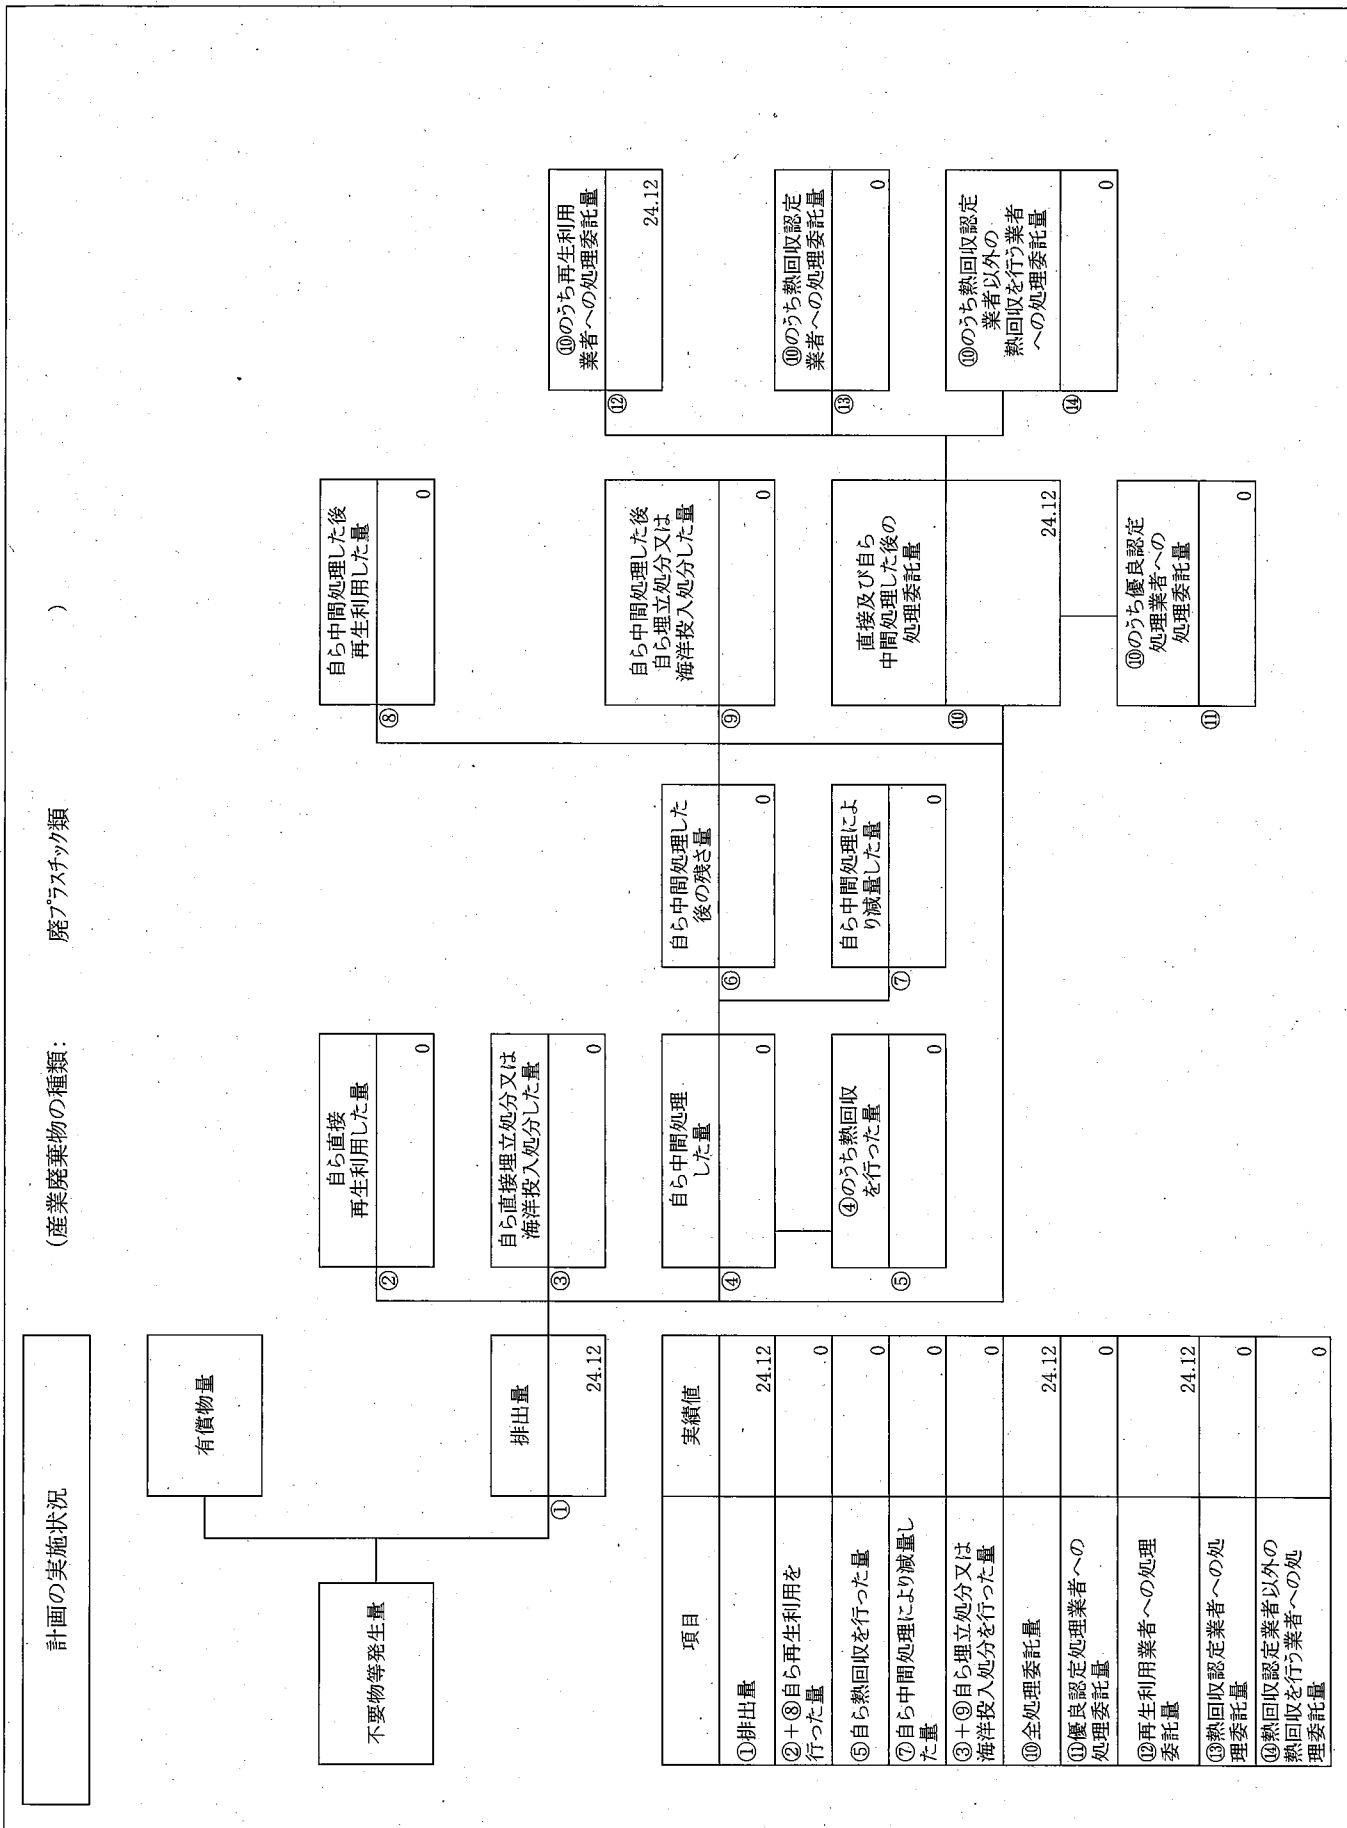 計画の実施状況
(産業廃棄物の種類：　廃プラスチック類　)
不要物等発生量
有償物量
排出量
①
24.12
自ら直接
再生利用した量
②
0
自ら直接埋立処分又は
海洋投入処分した量
③
0
自ら中間処理
した量
④
0
④のうち熱回収
を行った量
⑤
0
自ら中間処理した
後の残さ量
⑥
0
自ら中間処理によ
り減量した量
⑦
0
自ら中間処理した後
再生利用した量
⑧
0
自ら中間処理した後
自ら埋立処分又は
海洋投入処分した量
⑨
0
直接及び自ら
中間処理した後の
処理委託量
⑩
24.12
⑩のうち優良認定
処理業者への
処理委託量
⑪
0
⑩のうち再生利用
業者への処理委託量
⑫
24.12
⑩のうち熱回収認定
業者への処理委託量
⑬
0
⑩のうち熱回収認定
業者以外の
熱回収を行う業者
への処理委託量
⑭
0
項目 実績値
①排出量 24.12
②＋⑧自ら再生利用を
行った量 0
⑤自ら熱回収を行った量 0
⑦自ら中間処理により減量し
た量 0
③＋⑨自ら埋立処分又は
海洋投入処分を行った量 0
⑩全処理委託量 24.12
⑪優良認定処理業者への
処理委託量 0
⑫再生利用業者への処理
委託量 24.12
⑬熱回収認定業者への処
理委託量 0
⑭熱回収認定業者以外の
熱回収を行う業者への処
理委託量 0